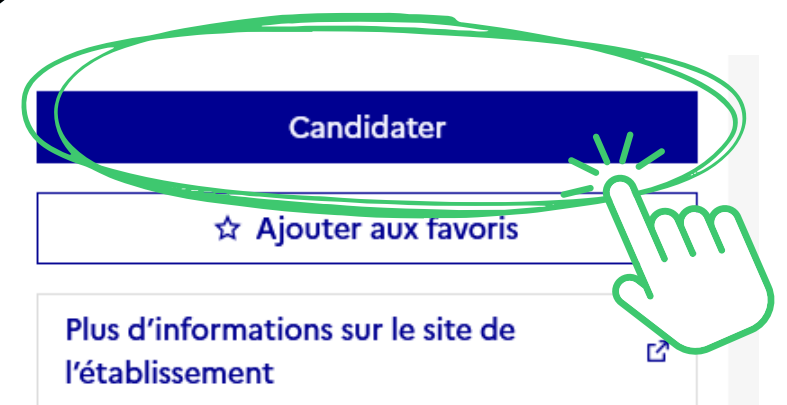 Candidater
Ajouter aux favoris
Plus d’informations sur le site de
l’établissement